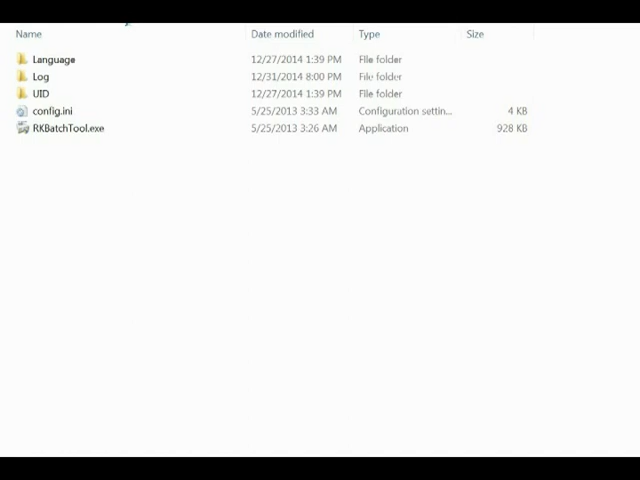 Name Date modified Type Size
Language 12/27/2014 1:39 PM File folder
Log 12/31/2014 8:00 PM File folder
UID 12/27/2014 1:39 PM File folder
config.ini 5/25/2013 3:33 AM Configuration settin... 4 KB
RKBatchTool.exe 5/25/2013 3:26 AM Application 928 KB